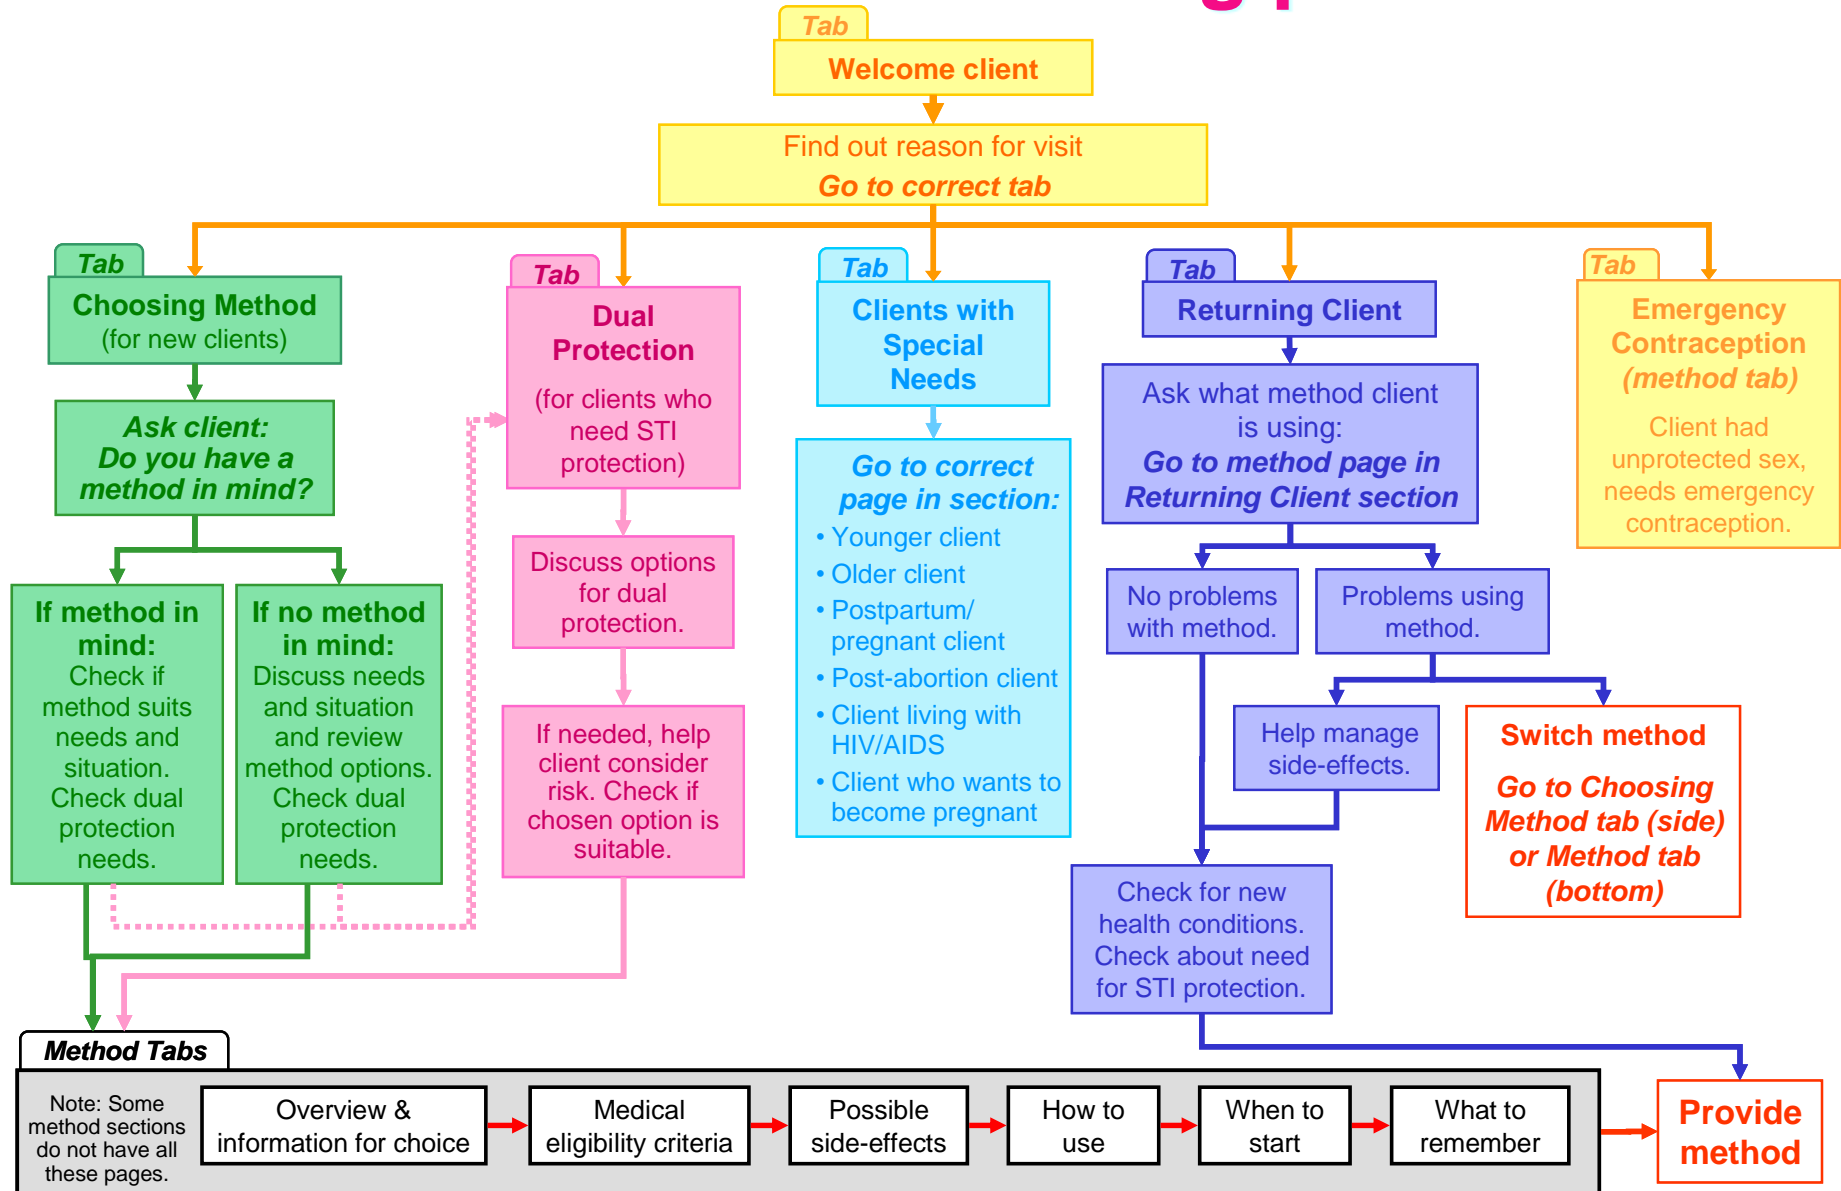 Tab
Welcome client
Find out reason for visit
Go to correct tab
Tab
Choosing Method
(for new clients)
Ask client:
Do you have a
method in mind?
If method in
mind:
Check if
method suits
needs and
situation.
Check dual
protection
needs.
If no method
in mind:
Discuss needs
and situation
and review
method options.
Check dual
protection
needs.
Tab
Dual
Protection
(for clients who
need STI
protection)
Discuss options
for dual
protection.
If needed, help
client consider
risk. Check if
chosen option is
suitable.
Tab
Clients with
Special
Needs
Go to correct
page in section:
• Younger client
• Older client
• Postpartum/
pregnant client
• Post-abortion client
• Client living with
HIV/AIDS
• Client who wants to
become pregnant
Tab
Returning Client
Ask what method client
is using:
Go to method page in
Returning Client section
No problems
with method.
Problems using
method.
Help manage
side-effects.
Switch method
Go to Choosing
Method tab (side)
or Method tab
(bottom)
Check for new
health conditions.
Check about need
for STI protection.
Tab
Emergency
Contraception
(method tab)
Client had
unprotected sex,
needs emergency
contraception.
Method Tabs
Note: Some
method sections
do not have all
these pages.
Overview &
information for choice
Medical
eligibility criteria
Possible
side-effects
How to
use
When to
start
What to
remember
Provide
method